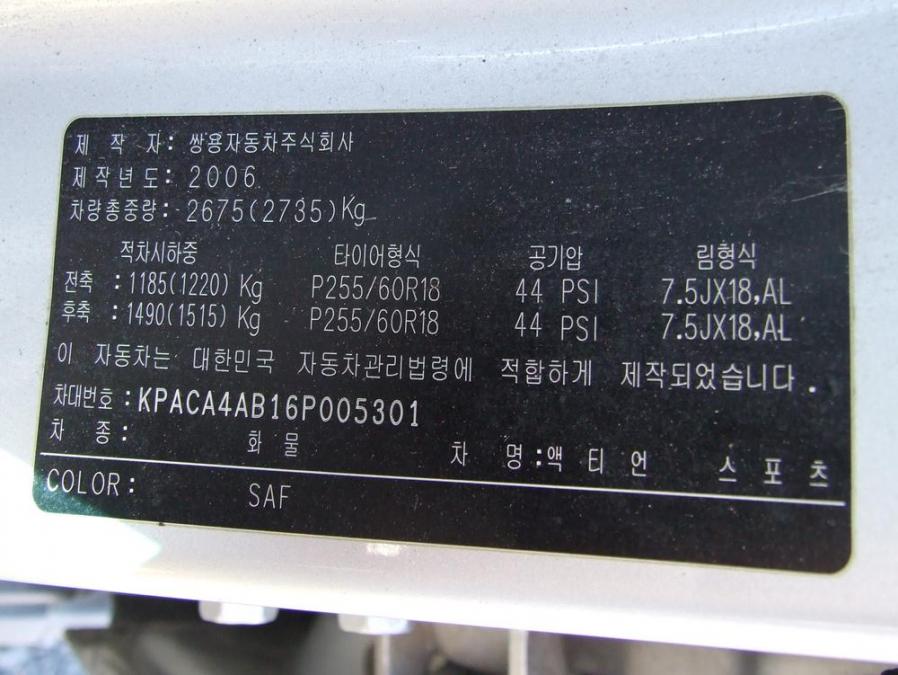 제 작 자: 쌍용자동차주식회사
제작년도: 2006
차량총중량: 2675(2735)Kg
적차시하중 타이어형식 공기압 림형식
전축 : 1185(1220) Kg P255/60R18 44 PSI 7.5JX18,AL
후축 : 1490(1515) Kg P255/60R18 44 PSI 7.5JX18,AL
이 자동차는 대한민국 자동차관리법령에 적합하게 제작되었습니다.
차대번호 : KPACA4AB16P005301
차 종: 화 물 차 명:액 티 언 스 포 츠
COLOR: SAF